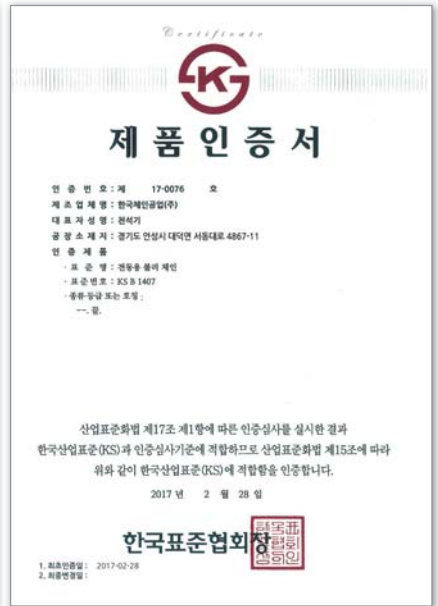 Certificate
KS
제품인증서
인 증 번 호 : 제 17-0076 호
제 조 업 체 명 : 한국체인공업(주)
대 표 자 성 명 : 전석기
공 장 소 재 지 : 경기도 안성시 대덕면 서동대로 4867-11
인 증 제 품
· 표 준 명 : 전동용 롤러 체인
· 표 준 번 호 : KS B 1407
· 종류·등급 또는 호칭 :
--. 끝.
산업표준화법 제17조 제1항에 따른 인증심사를 실시한 결과
한국산업표준(KS)과 인증심사기준에 적합하므로 산업표준화법 제15조에 따라
위와 같이 한국산업표준(KS)에 적합함을 인증합니다.
2017 년 2 월 28 일
한국표준협회장
1. 최초인증일 : 2017-02-28
2. 최종변경일 :